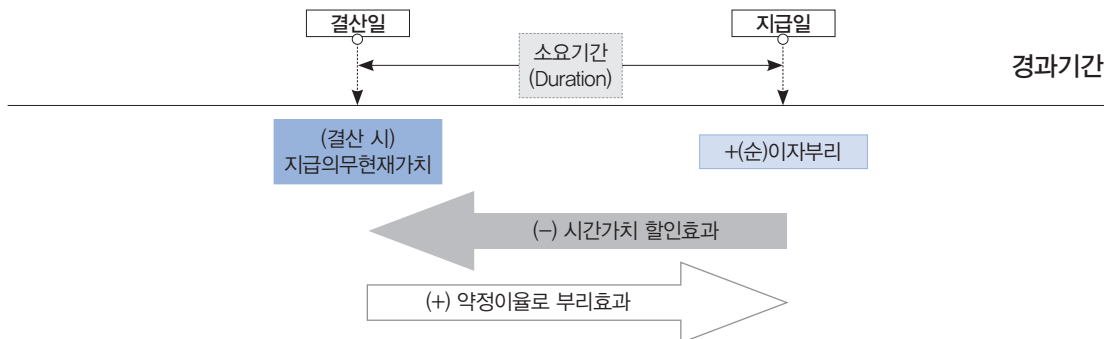 결산일
지급일
소요기간
(Duration)
경과기간
(결산 시)
지급의무현재가치
+(순)이자부리
(−) 시간가치 할인효과
(+) 약정이율로 부리효과